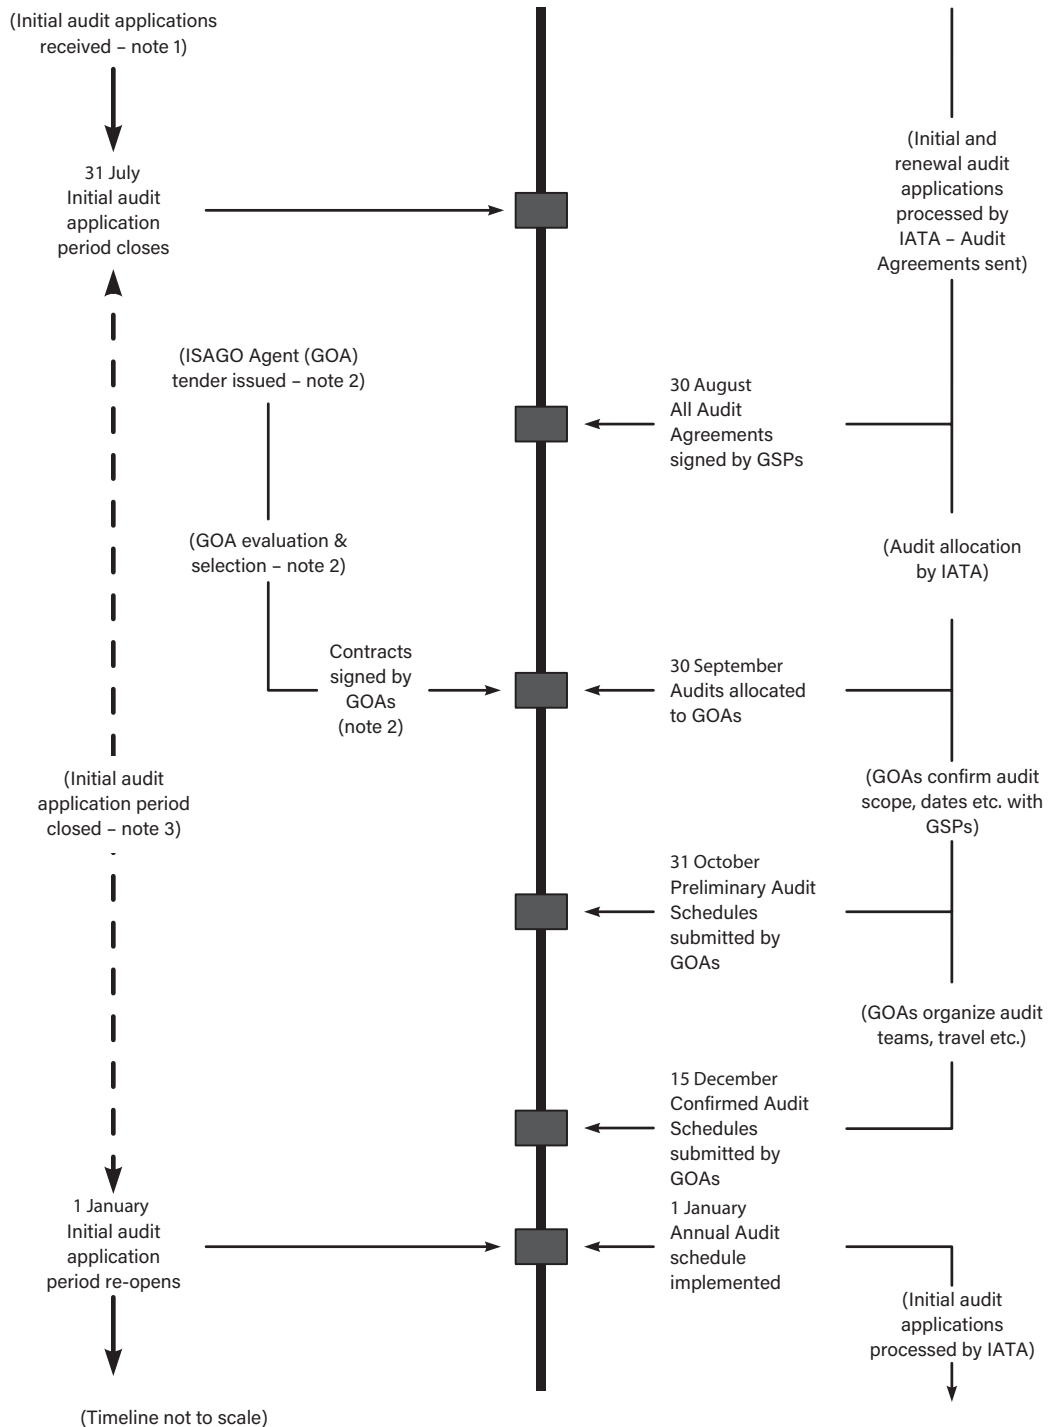 (Initial audit applications
received – note 1)
31 July
Initial audit
application
period closes
(Initial and
renewal audit
applications
processed by
IATA – Audit
Agreements sent)
(ISAGO Agent (GOA)
tender issued – note 2)
30 August
All Audit
Agreements
signed by GSPs
(GOA evaluation &
selection – note 2)
(Audit allocation
by IATA)
Contracts
signed by
GOAs
(note 2)
30 September
Audits allocated
to GOAs
(Initial audit
application period
closed – note 3)
(GOAs confirm audit
scope, dates etc. with
GSPs)
31 October
Preliminary Audit
Schedules
submitted by
GOAs
(GOAs organize audit
teams, travel etc.)
15 December
Confirmed Audit
Schedules
submitted by
GOAs
1 January
Initial audit
application
period re-opens
1 January
Annual Audit
schedule
implemented
(Initial audit
applications
processed by IATA)
(Timeline not to scale)